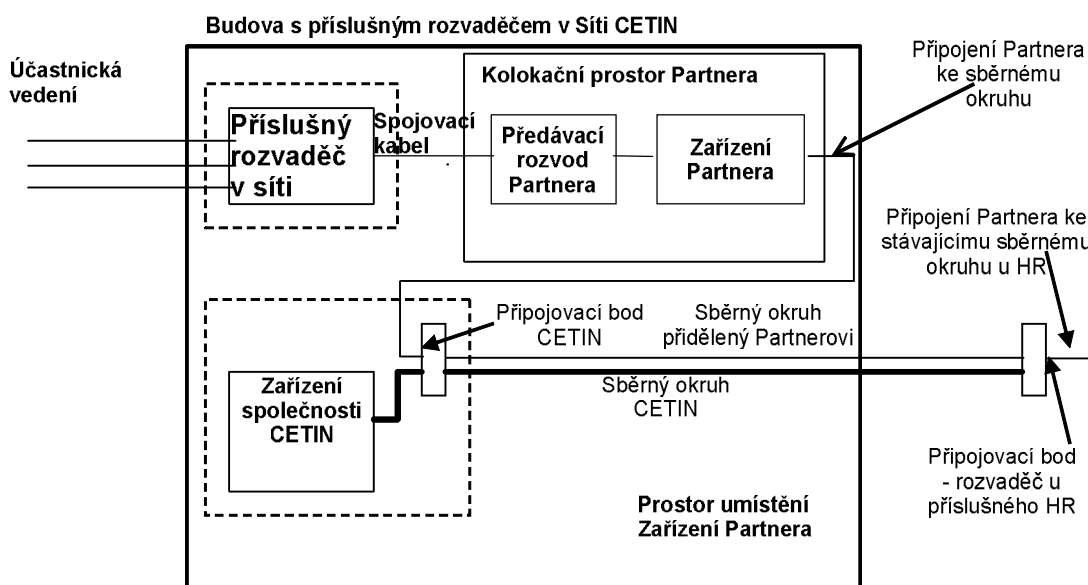 Budova s příslušným rozvaděčem v Síti CETIN
Účastnická
vedení
Příslušný
rozvaděč
v síti
Spojovací
kabel
Kolokační prostor Partnera
Předávací
rozvod
Partnera
Zařízení
Partnera
Připojení Partnera
ke sběrnému
okruhu
Připojení Partnera ke
stávajícímu sběrnému
okruhu u HR
Připojovací bod
CETIN
Sběrný okruh
přidělený Partnerovi
Zařízení
společnosti
CETIN
Sběrný okruh
CETIN
Připojovací bod
- rozvaděč u
příslušného HR
Prostor umístění
Zařízení Partnera